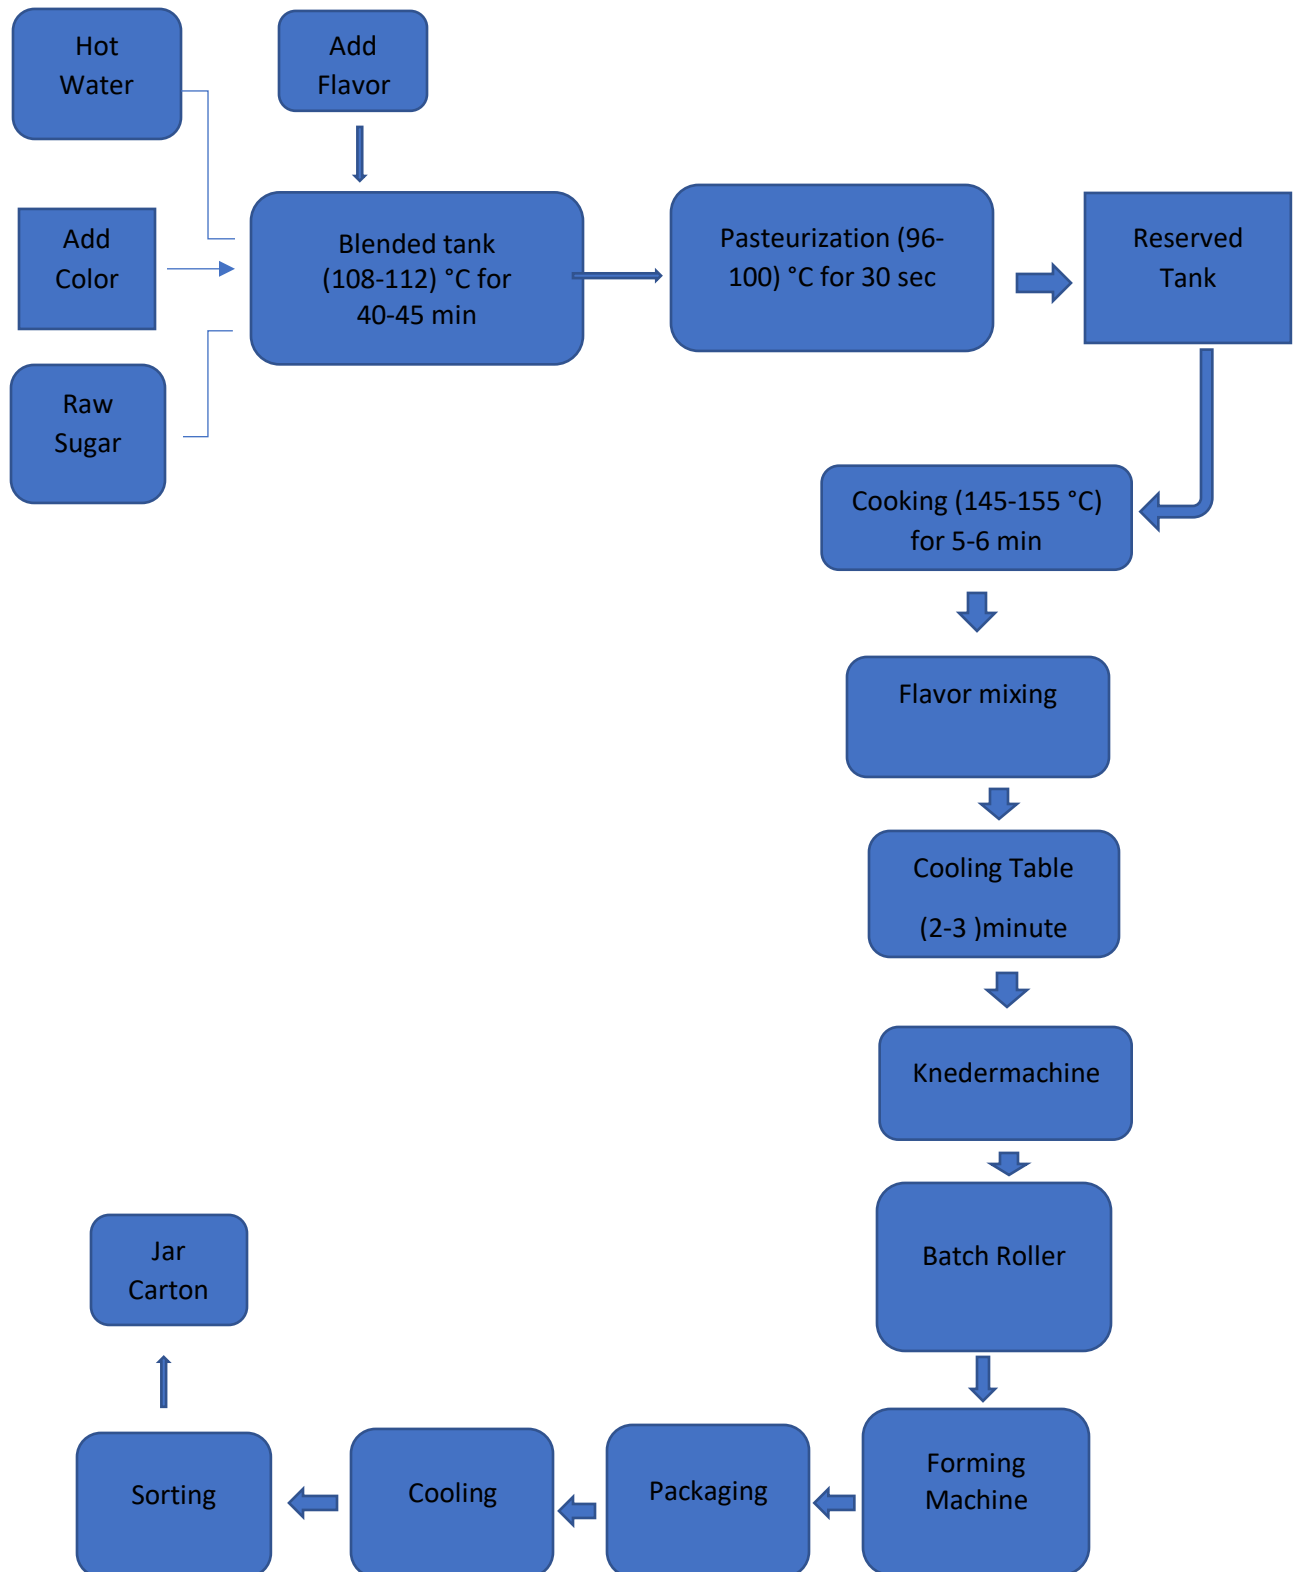 Hot
Water
Add
Flavor
Add
Color
Raw
Sugar
Blended tank
(108-112) °C for
40-45 min
Pasteurization (96-
100) °C for 30 sec
Reserved
Tank
Cooking (145-155 °C)
for 5-6 min
Flavor mixing
Cooling Table
(2-3 )minute
Knedermachine
Batch Roller
Forming
Machine
Packaging
Cooling
Sorting
Jar
Carton